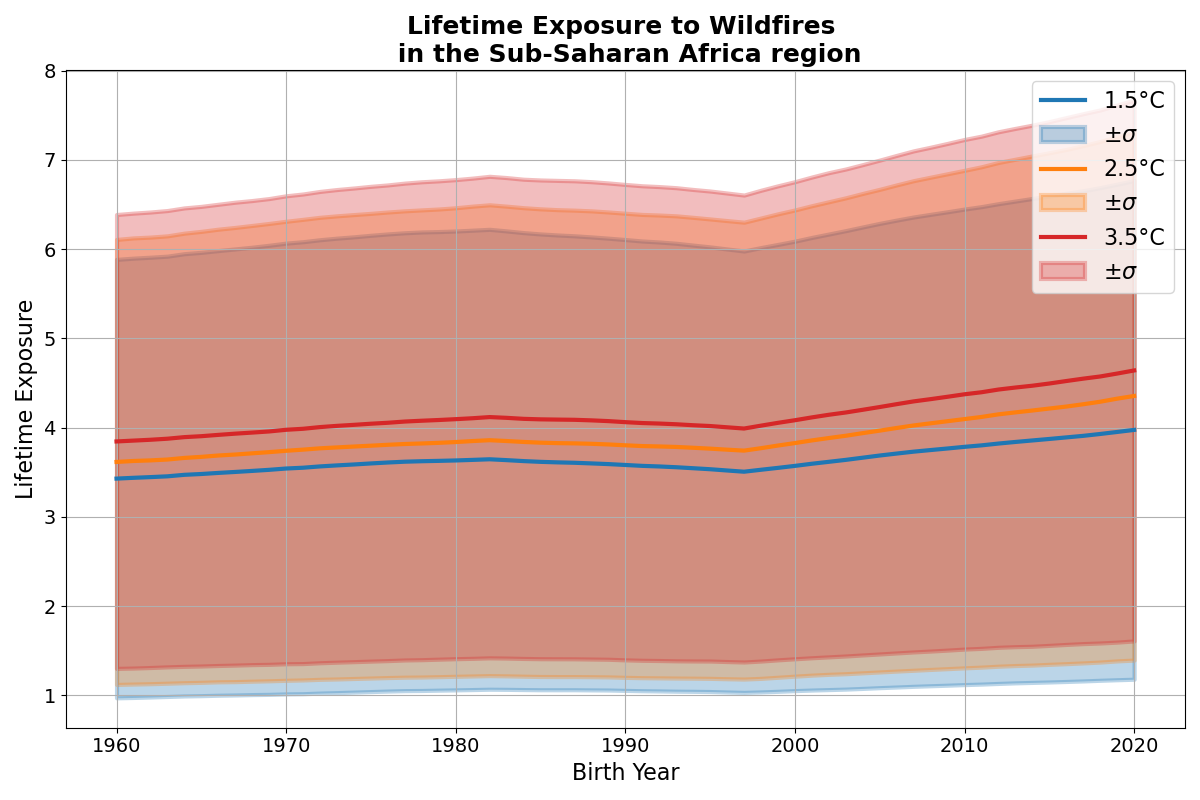 Lifetime Exposure to Wildfires
in the Sub-Saharan Africa region
8
7
6
5
4
3
2
1
Lifetime Exposure
1.5°C
±σ
2.5°C
±σ
3.5°C
±σ
1960 1970 1980 1990 2000 2010 2020
Birth Year